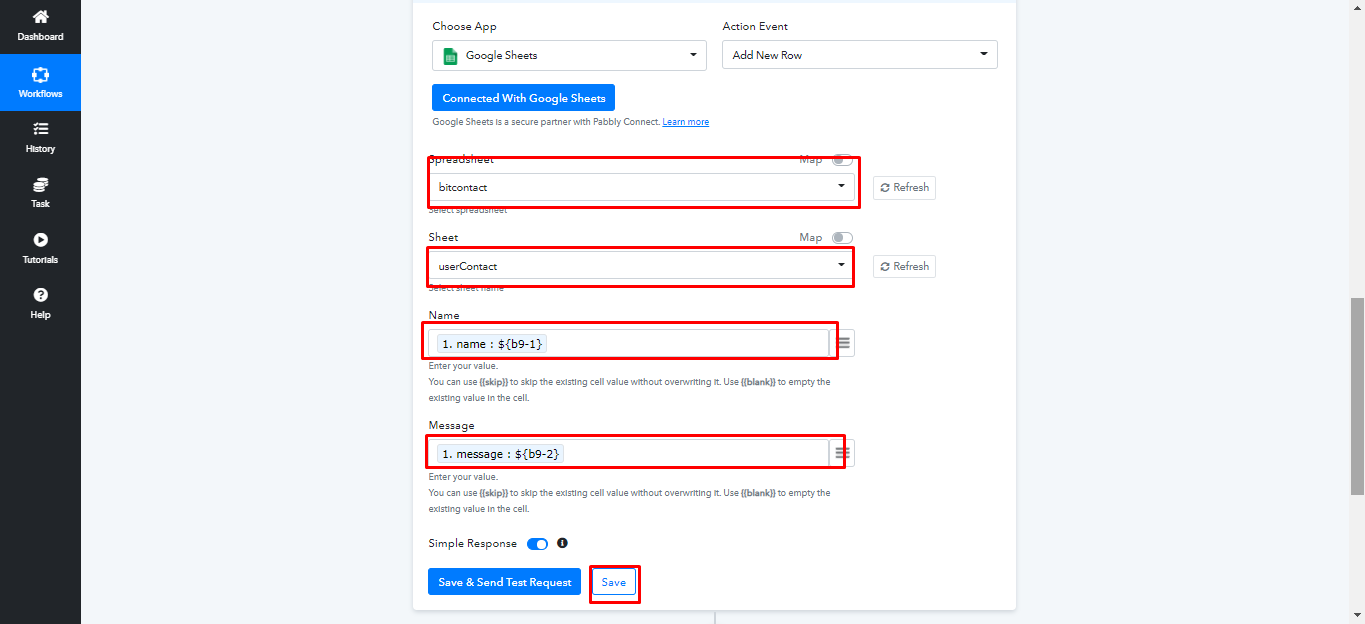 Dashboard
Workflows
History
Task
Tutorials
Help
Choose App
Action Event
Google Sheets
Add New Row
Connected With Google Sheets
Google Sheets is a secure partner with Pabbly Connect. Learn more
Spreadsheet
Map
bitcontact
Refresh
Select spreadsheet
Sheet
Map
userContact
Refresh
Select sheet name
Name
1. name : ${b9-1}
Enter your value.
You can use {{skip}} to skip the existing cell value without overwriting it. Use {{blank}} to empty the
existing value in the cell.
Message
1. message : ${b9-2}
Enter your value.
You can use {{skip}} to skip the existing cell value without overwriting it. Use {{blank}} to empty the
existing value in the cell.
Simple Response
Save & Send Test Request
Save